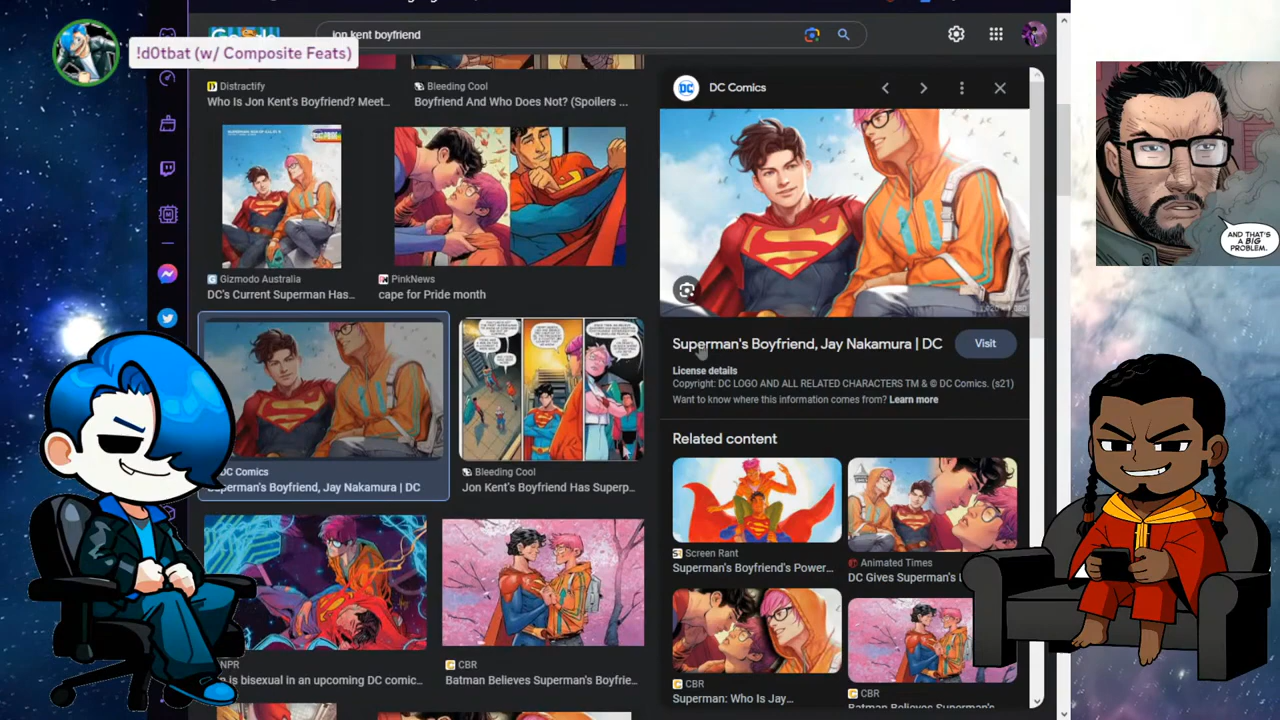 !d0tbat (w/ Composite Feats)
jon kent boyfriend
Distractify
Who Is Jon Kent's Boyfriend? Meet...
Bleeding Cool
Boyfriend And Who Does Not? (Spoilers ...
Gizmodo Australia
DC's Current Superman Has...
PinkNews
cape for Pride month
DC Comics
Superman's Boyfriend, Jay Nakamura | DC
Bleeding Cool
Jon Kent's Boyfriend Has Superp...
NPR
is bisexual in an upcoming DC comic...
CBR
Batman Believes Superman's Boyfrie...
DC
DC Comics
Superman's Boyfriend, Jay Nakamura | DC
Visit
License details
Copyright: DC LOGO AND ALL RELATED CHARACTERS TM & © DC Comics. (s21)
Want to know where this information comes from? Learn more
Related content
Screen Rant
Superman's Boyfriend's Power...
Animated Times
DC Gives Superman's
CBR
Superman: Who Is Jay...
CBR
Batman Believes Superman's
AND THAT'S
A BIG
PROBLEM.